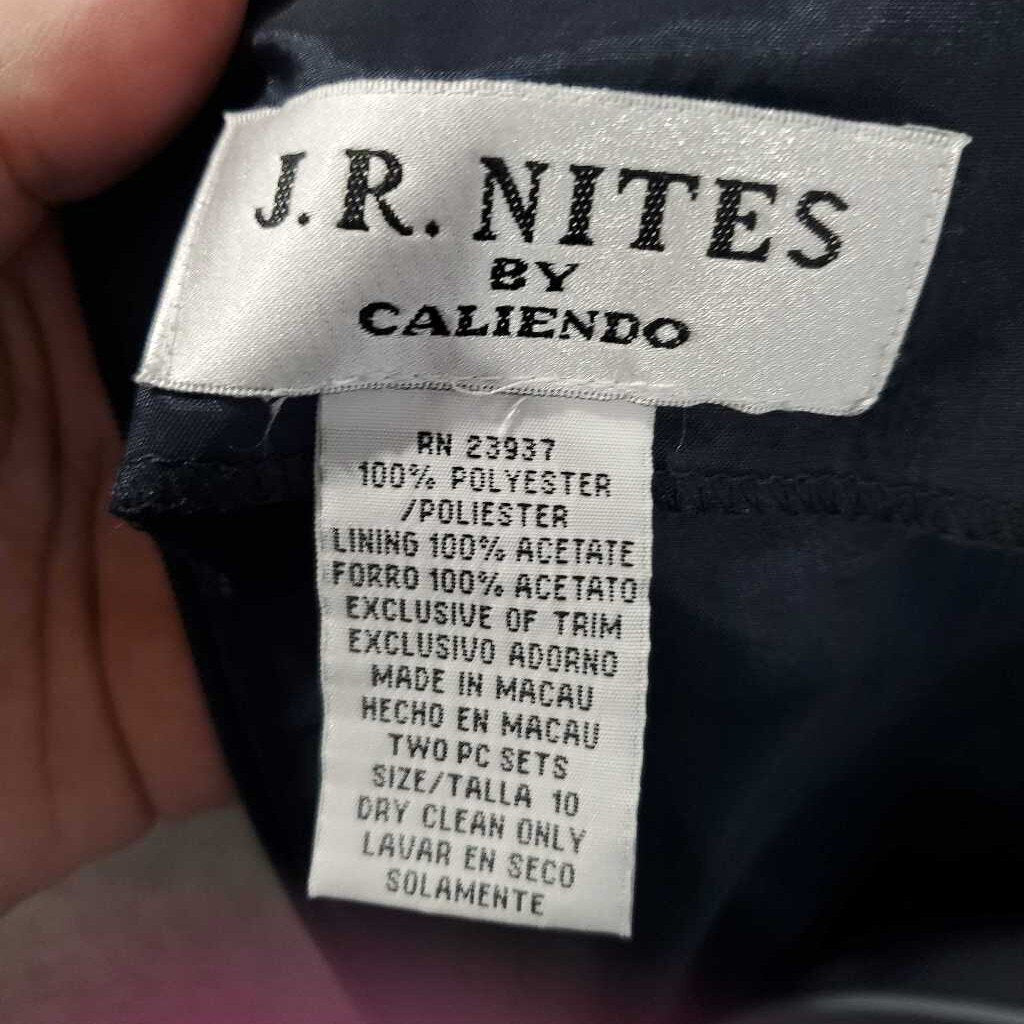 J.R. NITES
BY
CALIENDO
RN 23937
100% POLYESTER
/POLIESTER
LINING 100% ACETATE
FORRO 100% ACETATO
EXCLUSIVE OF TRIM
EXCLUSIVO ADORNO
MADE IN MACAU
HECHO EN MACAU
TWO PC SETS
SIZE/TALLA 10
DRY CLEAN ONLY
LAVAR EN SECO
SOLAMENTE